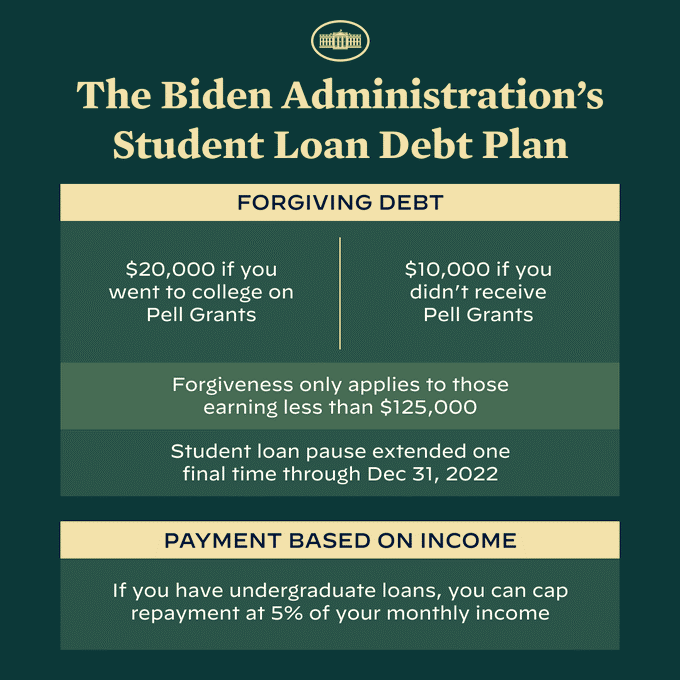 The Biden Administration’s
Student Loan Debt Plan
FORGIVING DEBT
$20,000 if you
went to college on
Pell Grants
$10,000 if you
didn’t receive
Pell Grants
Forgiveness only applies to those
earning less than $125,000
Student loan pause extended one
final time through Dec 31, 2022
PAYMENT BASED ON INCOME
If you have undergraduate loans, you can cap
repayment at 5% of your monthly income